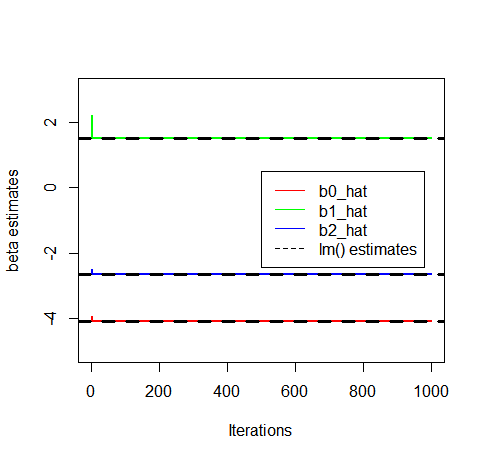 beta estimates
2
0
-2
-4
b0_hat
b1_hat
b2_hat
lm() estimates
0 200 400 600 800 1000
Iterations